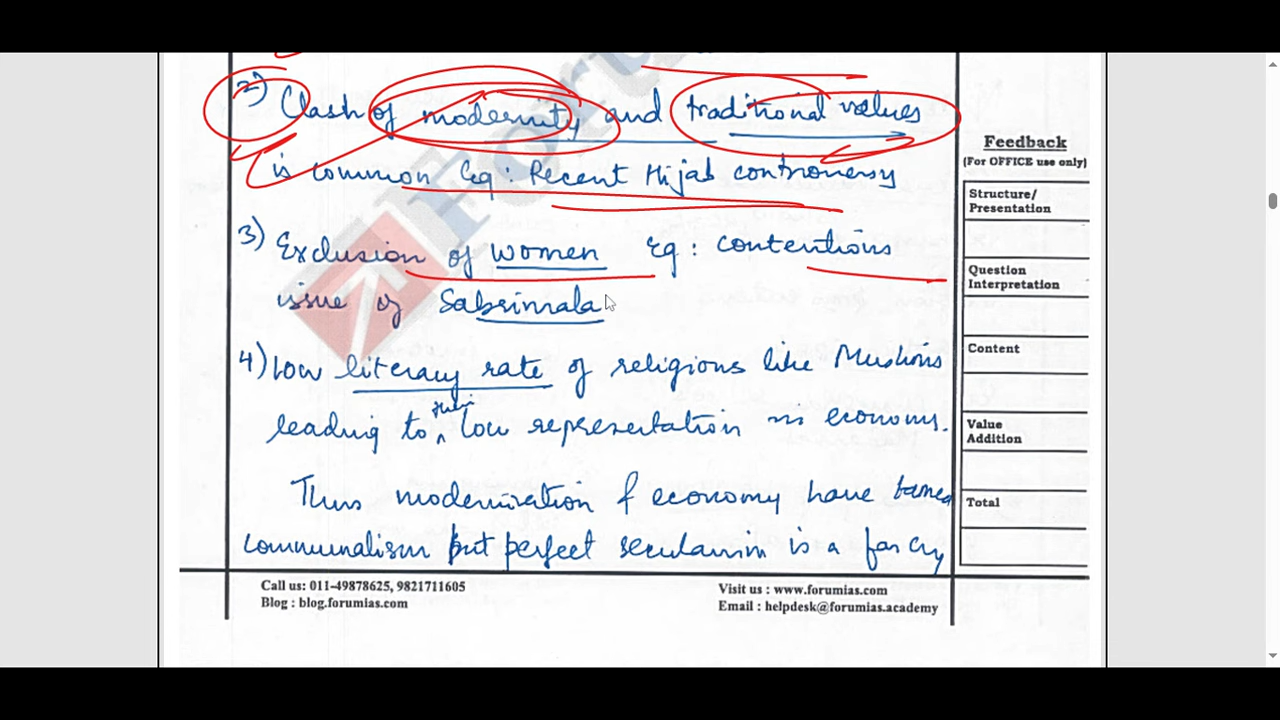 2) Clash of modernity and traditional values
is common Eg: Recent Hijab controversy
3) Exclusion of women Eg: contentious
issue of Sabrimala
4) Low literacy rate of religions like Muslims
leading to their low representation in economy.
Thus modernization & economy have tamed
communalism but perfect secularism is a far cry
Feedback
(For OFFICE use only)
Structure/
Presentation
Question
Interpretation
Content
Value
Addition
Total
Call us: 011-49878625, 9821711605
Blog : blog.forumias.com
Visit us : www.forumias.com
Email : helpdesk@forumias.academy